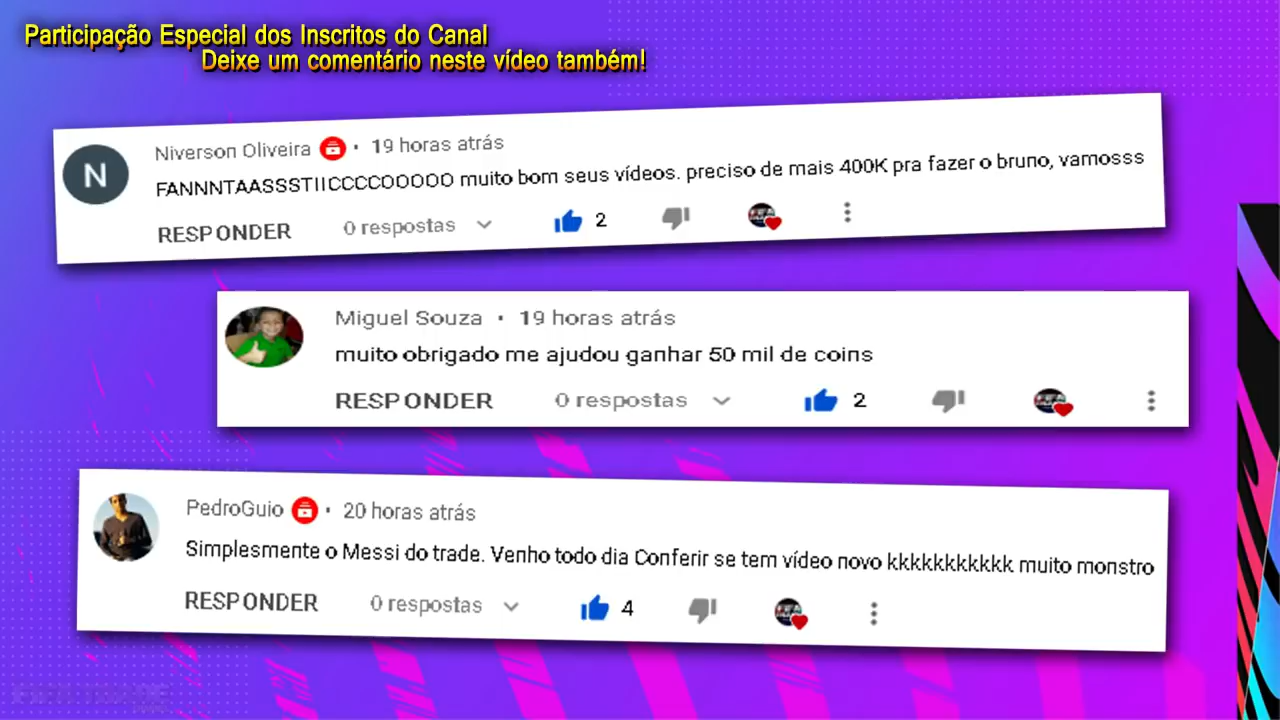 Participação Especial dos Inscritos do Canal
Deixe um comentário neste vídeo também!
N
Niverson Oliveira · 19 horas atrás
FANNNTAASSSTIICCCCOOOOO muito bom seus vídeos. preciso de mais 400K pra fazer o bruno, vamosss
RESPONDER 0 respostas 2
Miguel Souza · 19 horas atrás
muito obrigado me ajudou ganhar 50 mil de coins
RESPONDER 0 respostas 2
PedroGuio · 20 horas atrás
Simplesmente o Messi do trade. Venho todo dia Conferir se tem vídeo novo kkkkkkkkkkk muito monstro
RESPONDER 0 respostas 4